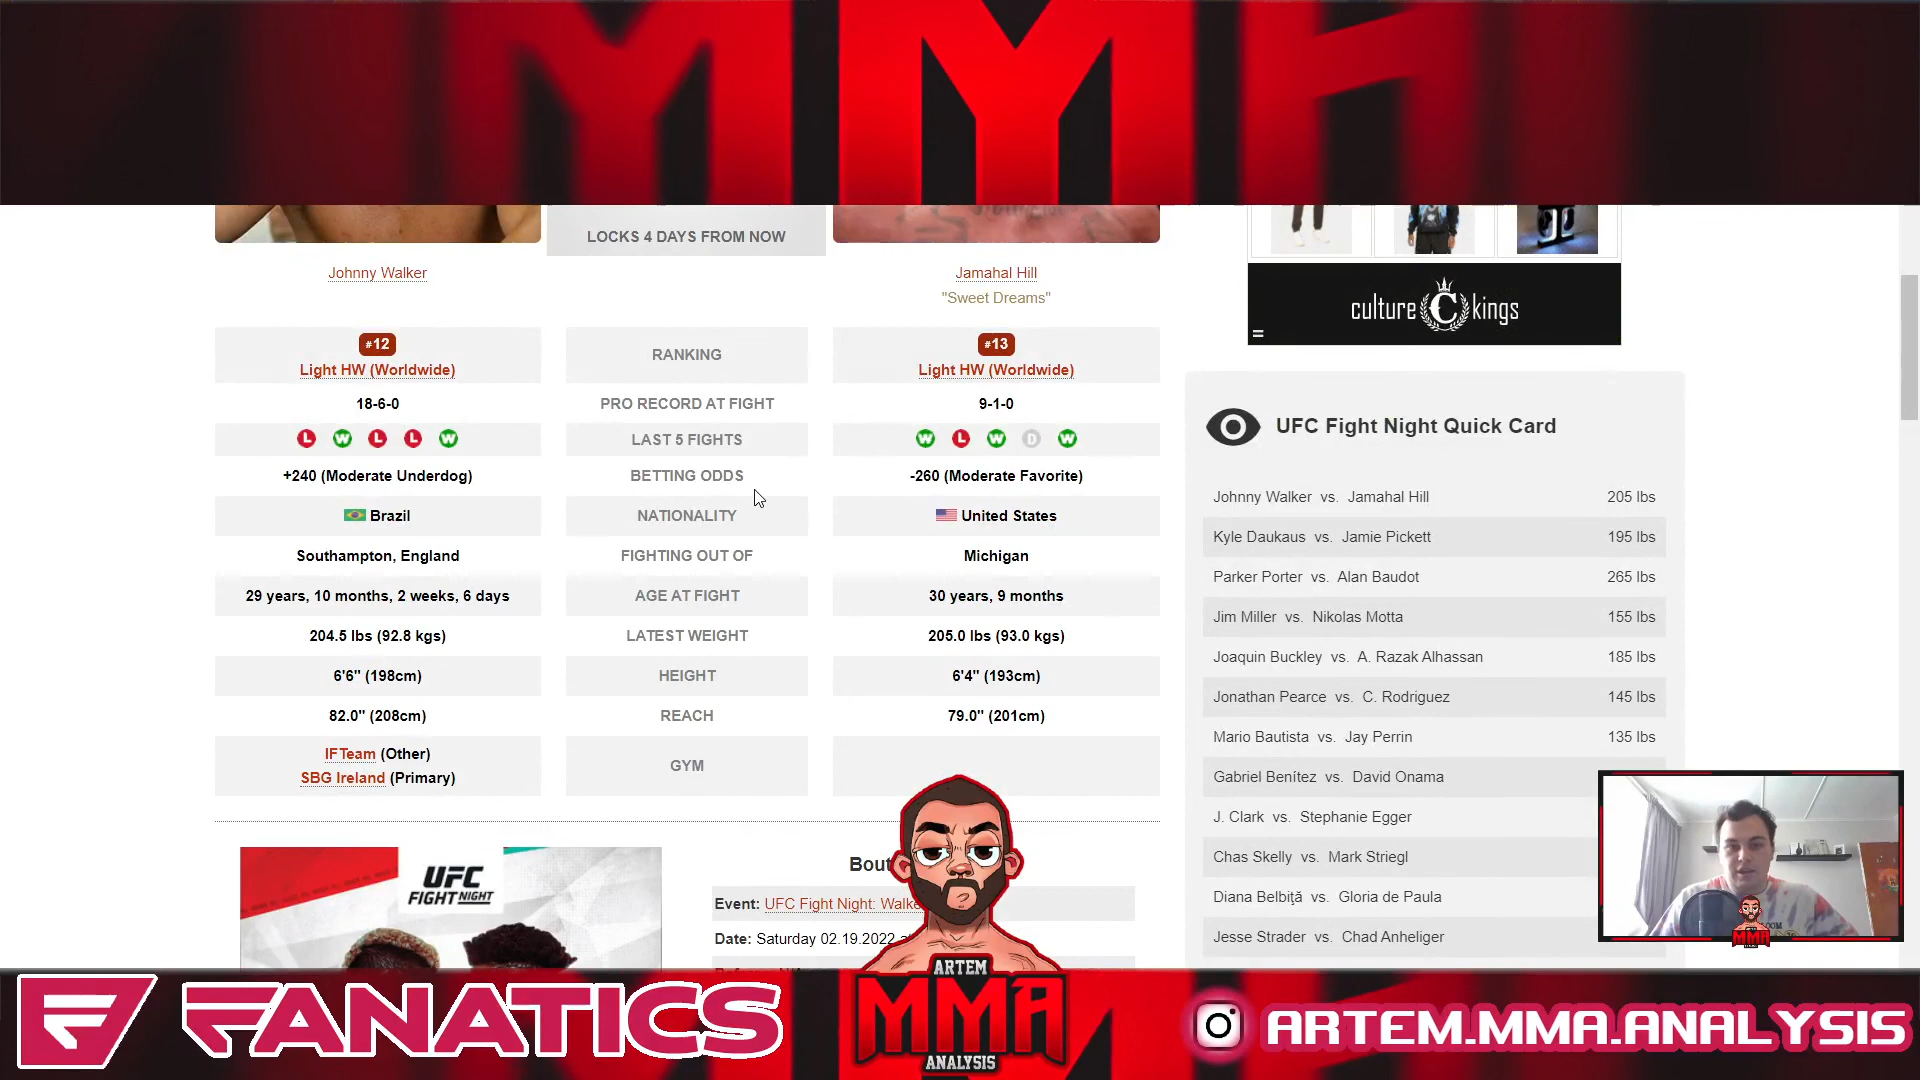 MMA
LOCKS 4 DAYS FROM NOW
Johnny Walker
Jamahal Hill
"Sweet Dreams"
#12
Light HW (Worldwide)
RANKING
#13
Light HW (Worldwide)
18-6-0
PRO RECORD AT FIGHT
9-1-0
L W L L W
LAST 5 FIGHTS
W L W D W
+240 (Moderate Underdog)
BETTING ODDS
-260 (Moderate Favorite)
Brazil
NATIONALITY
United States
Southampton, England
FIGHTING OUT OF
Michigan
29 years, 10 months, 2 weeks, 6 days
AGE AT FIGHT
30 years, 9 months
204.5 lbs (92.8 kgs)
LATEST WEIGHT
205.0 lbs (93.0 kgs)
6'6" (198cm)
HEIGHT
6'4" (193cm)
82.0" (208cm)
REACH
79.0" (201cm)
IFTeam (Other)
SBG Ireland (Primary)
GYM
culture C kings
UFC Fight Night Quick Card
Johnny Walker vs. Jamahal Hill 205 lbs
Kyle Daukaus vs. Jamie Pickett 195 lbs
Parker Porter vs. Alan Baudot 265 lbs
Jim Miller vs. Nikolas Motta 155 lbs
Joaquin Buckley vs. A. Razak Alhassan 185 lbs
Jonathan Pearce vs. C. Rodriguez 145 lbs
Mario Bautista vs. Jay Perrin 135 lbs
Gabriel Benítez vs. David Onama
J. Clark vs. Stephanie Egger
Chas Skelly vs. Mark Striegl
Diana Belbiţă vs. Gloria de Paula
Jesse Strader vs. Chad Anheliger
UFC
FIGHT NIGHT
Bout
Event: UFC Fight Night: Walke
Date: Saturday 02.19.2022
FANATICS
ARTEM
MMA
ANALYSIS
MMA
ARTEM.MMA.ANALYSIS